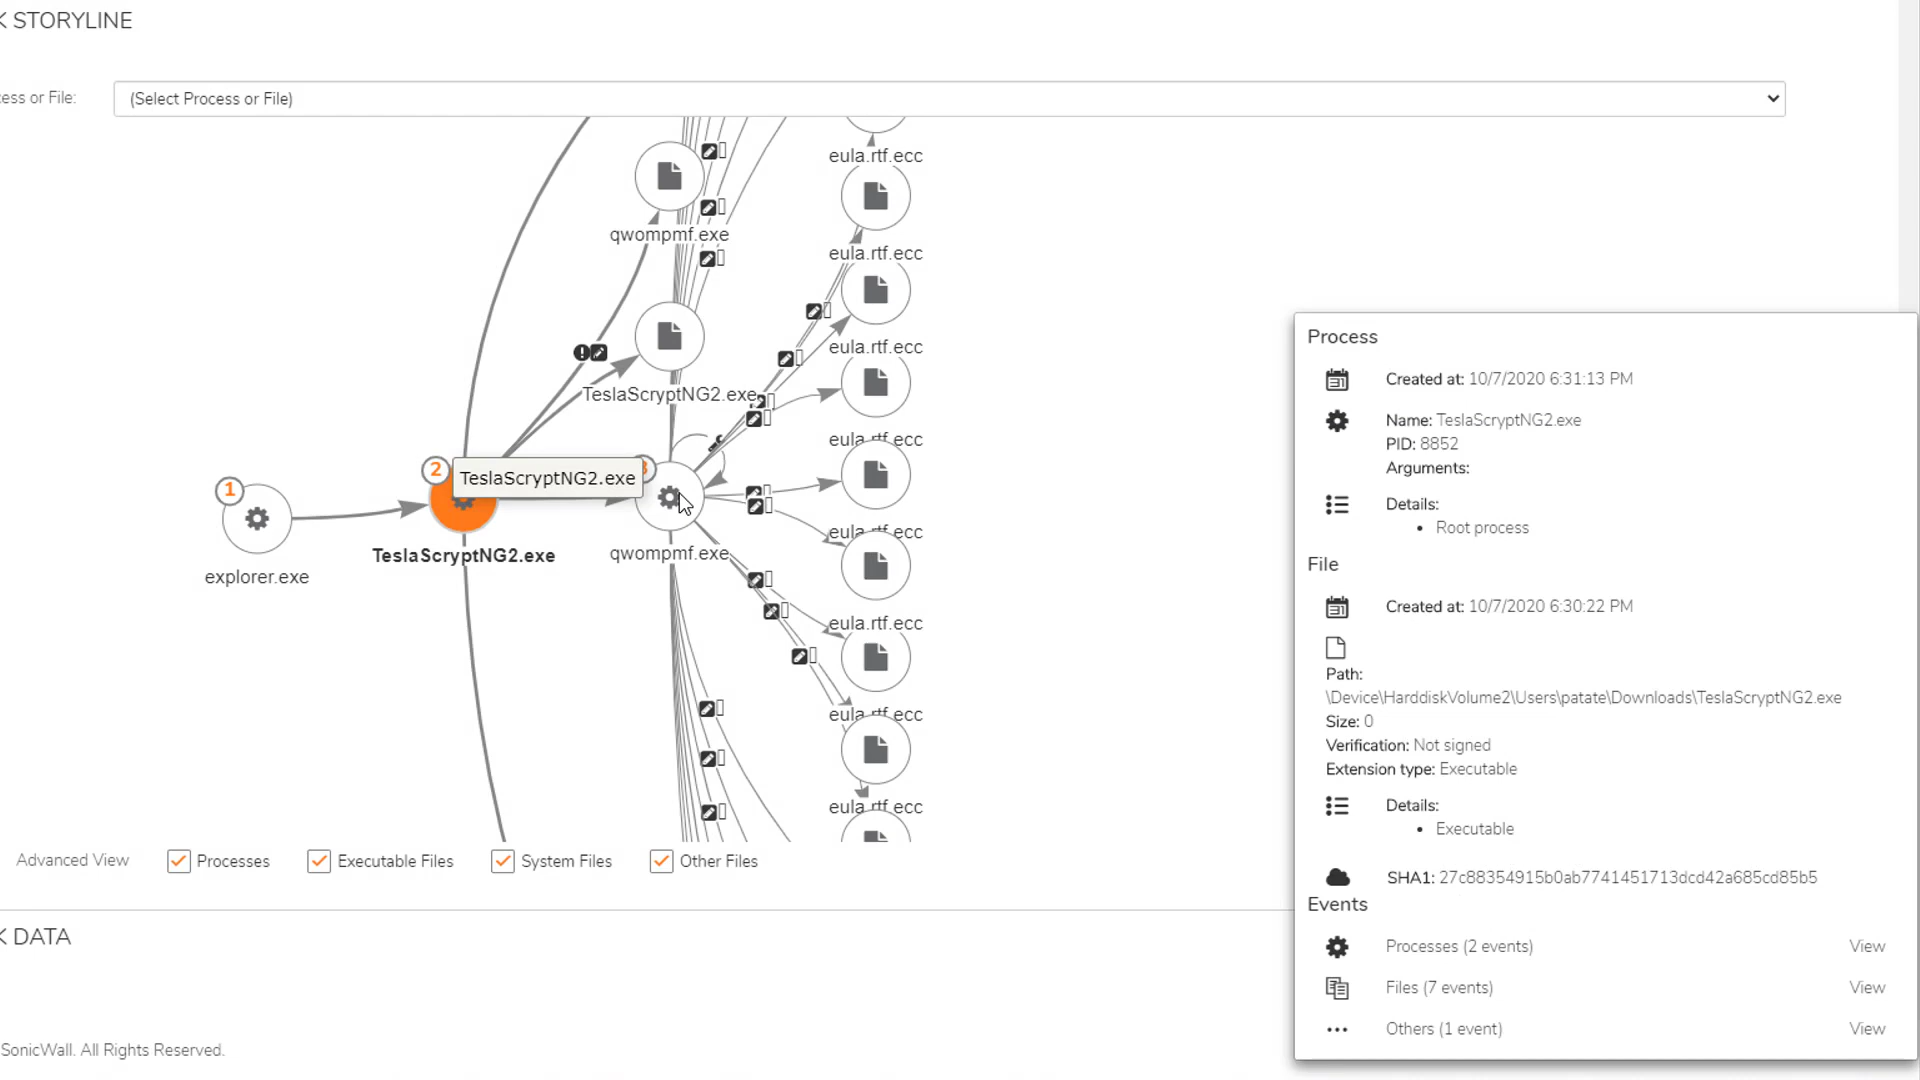 K STORYLINE
cess or File:
(Select Process or File)
eula.rtf.ecc
qwompmf.exe
eula.rtf.ecc
eula.rtf.ecc
TeslaScryptNG2.exe
eula.rtf.ecc
2
TeslaScryptNG2.exe
3
1
eula.rtf.ecc
TeslaScryptNG2.exe
qwompmf.exe
explorer.exe
eula.rtf.ecc
eula.rtf.ecc
eula.rtf.ecc
Advanced View
Processes
Executable Files
System Files
Other Files
K DATA
SonicWall. All Rights Reserved.
Process
31
Created at: 10/7/2020 6:31:13 PM
Name: TeslaScryptNG2.exe
PID: 8852
Arguments:
Details:
• Root process
File
31
Created at: 10/7/2020 6:30:22 PM
Path:
\Device\HarddiskVolume2\Users\patate\Downloads\TeslaScryptNG2.exe
Size: 0
Verification: Not signed
Extension type: Executable
Details:
• Executable
SHA1: 27c88354915b0ab7741451713dcd42a685cd85b5
Events
Processes (2 events) View
Files (7 events) View
Others (1 event) View